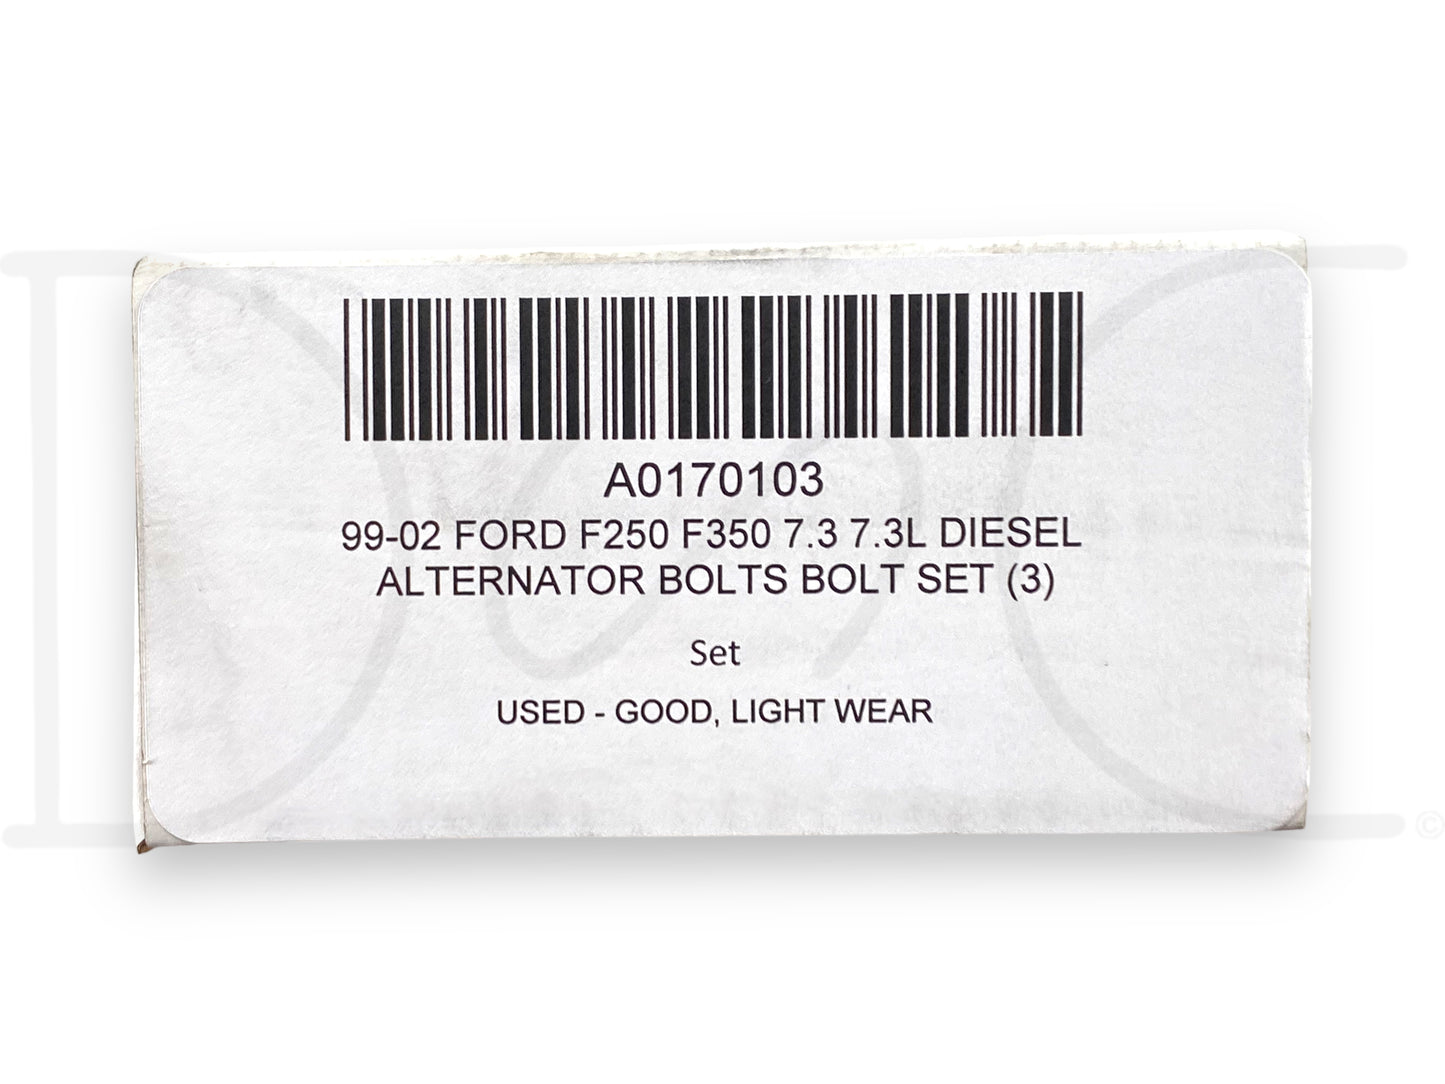 A0170103
99-02 FORD F250 F350 7.3 7.3L DIESEL
ALTERNATOR BOLTS BOLT SET (3)
Set
USED - GOOD, LIGHT WEAR
©